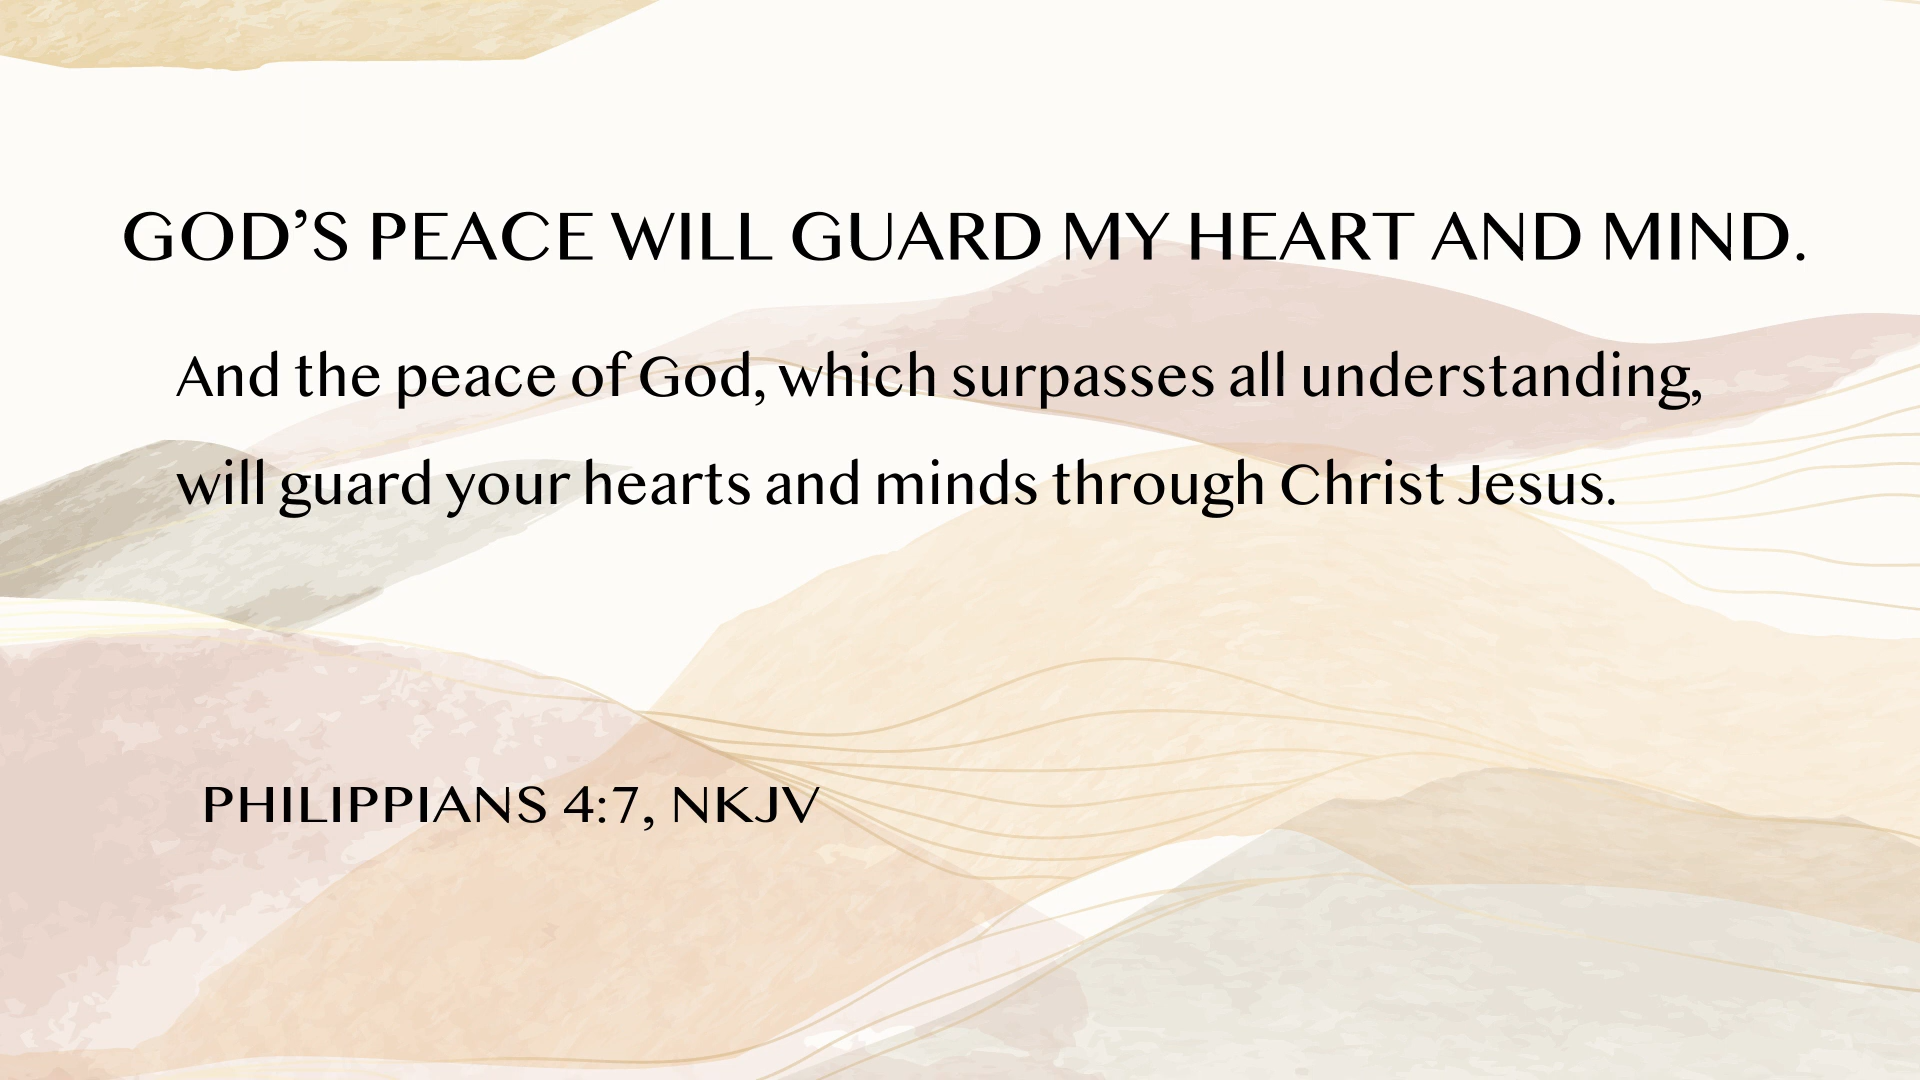 GOD’S PEACE WILL GUARD MY HEART AND MIND.
And the peace of God, which surpasses all understanding,
will guard your hearts and minds through Christ Jesus.
PHILIPPIANS 4:7, NKJV